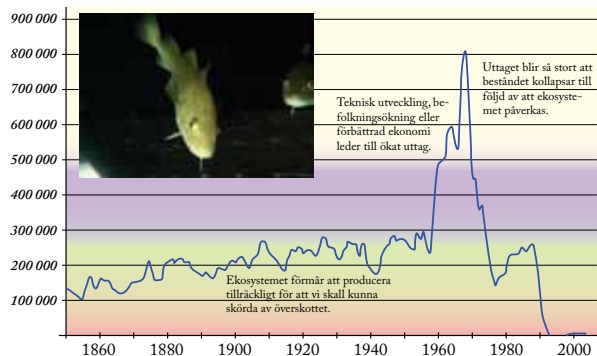 900 000
800 000
700 000
600 000
500 000
400 000
300 000
200 000
100 000
Teknisk utveckling, be-
folkningsökning eller
förbättrad ekonomi
leder till ökat uttag.
Uttaget blir så stort att
beståndet kollapsar till
följd av att ekosyste-
met påverkas.
Ekosystemet förmår att producera
tillräckligt för att vi skall kunna
skörda av överskottet.
1860 1880 1900 1920 1940 1960 1980 2000